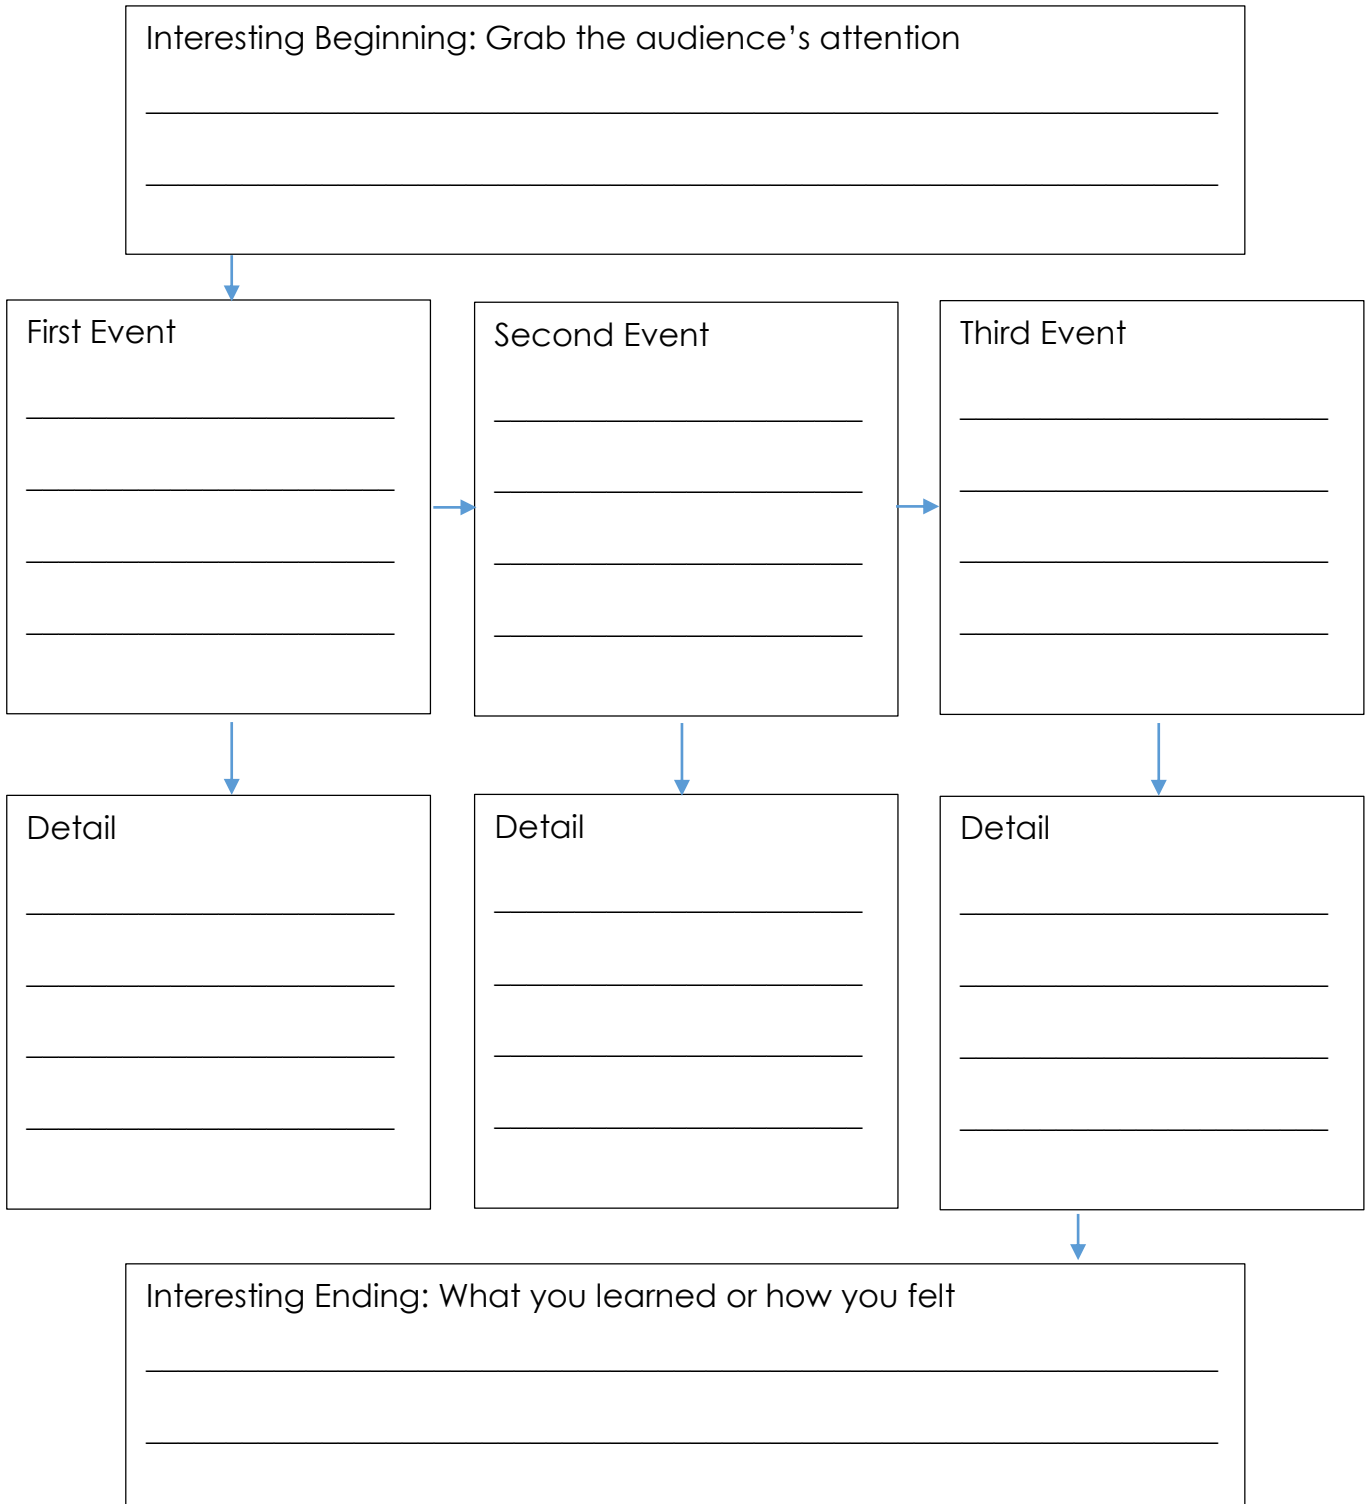 Interesting Beginning: Grab the audience’s attention
First Event
Second Event
Third Event
Detail
Detail
Detail
Interesting Ending: What you learned or how you felt